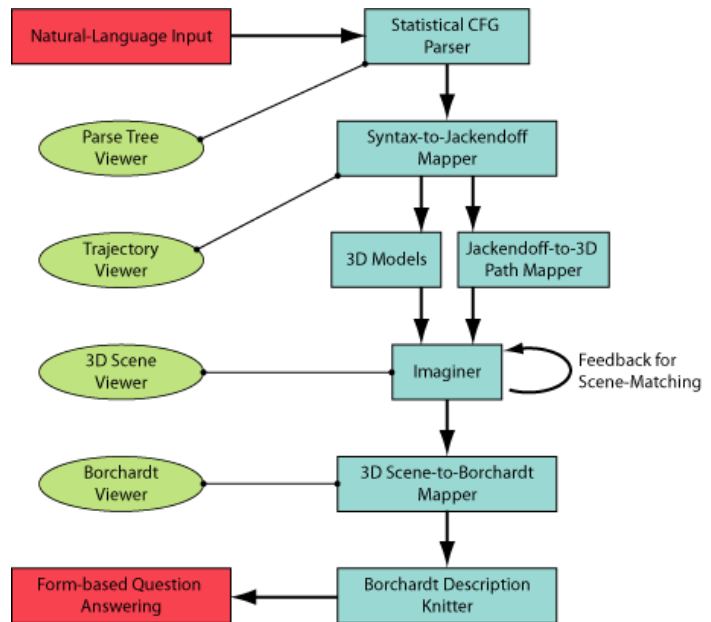 Natural-Language Input
Statistical CFG
Parser
Parse Tree
Viewer
Syntax-to-Jackendoff
Mapper
Trajectory
Viewer
3D Models
Jackendoff-to-3D
Path Mapper
3D Scene
Viewer
Imaginer
Feedback for
Scene-Matching
Borchardt
Viewer
3D Scene-to-Borchardt
Mapper
Form-based Question
Answering
Borchardt Description
Knitter